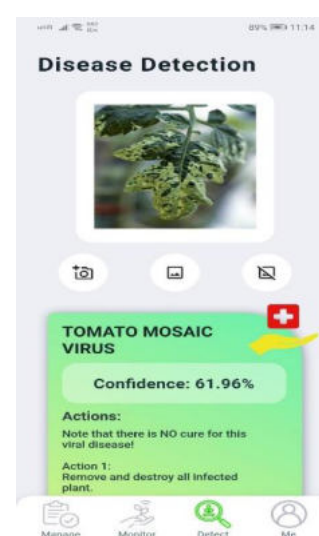 89% 11:14
Disease Detection
TOMATO MOSAIC
VIRUS
Confidence: 61.96%
Actions:
Note that there is NO cure for this
viral disease!
Action 1:
Remove and destroy all infected
plant.
Manage Monitor Detect Me